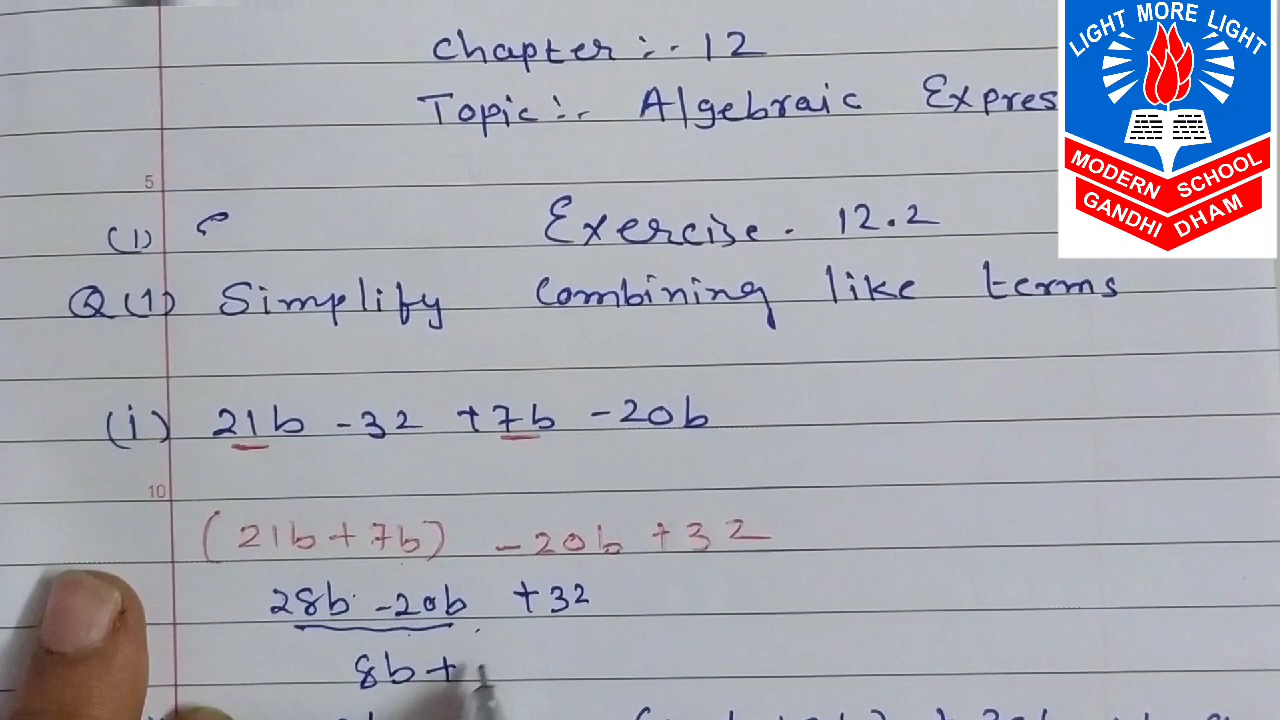 Chapter :- 12
Topic :- Algebraic Expres
LIGHT MORE LIGHT
MODERN SCHOOL
GANDHI DHAM
5
(1)
Exercise. 12.2
Q(1) Simplify combining like terms
(i) 21b - 32 + 7b - 20b
10
(21b + 7b) - 20b + 32
28b - 20b + 32
8b +